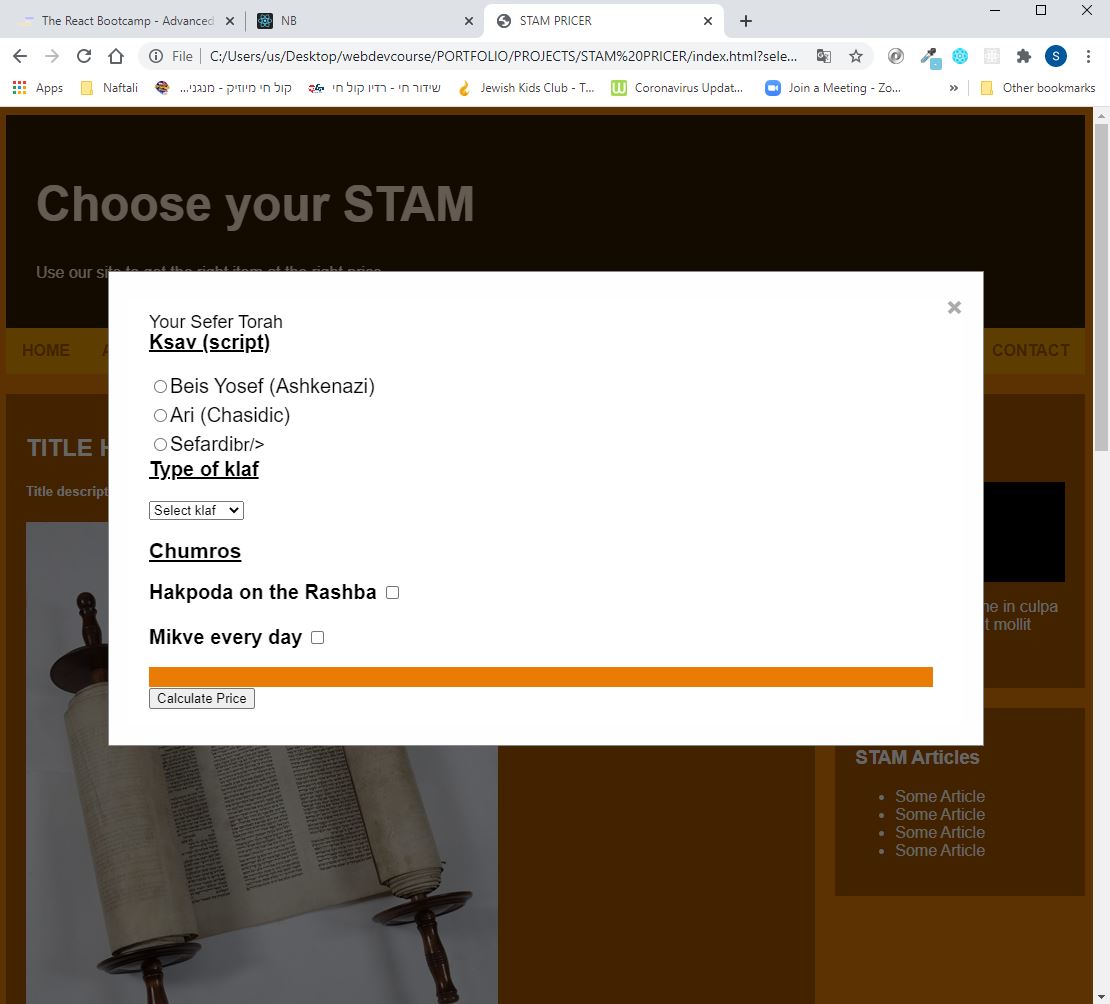 The React Bootcamp - Advanced
NB
STAM PRICER
File
C:/Users/us/Desktop/webdevcourse/PORTFOLIO/PROJECTS/STAM%20PRICER/index.html?sele...
S
Apps
Naftali
קול חי מיוזיק - מנגני...
שידור חי - רדיו קול חי
Jewish Kids Club - T...
Coronavirus Updat...
Join a Meeting - Zo...
»
Other bookmarks
Choose your STAM
Use our site to get the right item at the right price
HOME
CONTACT
Your Sefer Torah
Ksav (script)
Beis Yosef (Ashkenazi)
Ari (Chasidic)
Sefardibr/>
Type of klaf
Select klaf
Chumros
Hakpoda on the Rashba
Mikve every day
Calculate Price
TITLE H
Title descript
in culpa
mollit
STAM Articles
Some Article
Some Article
Some Article
Some Article